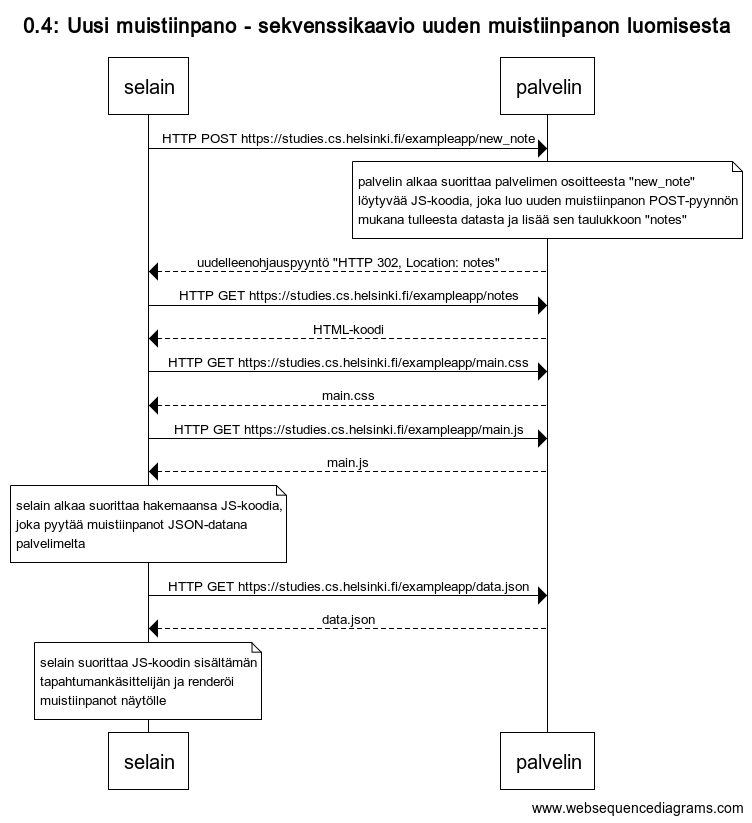 0.4: Uusi muistiinpano - sekvenssikaavio uuden muistiinpanon luomisesta
selain
palvelin
HTTP POST https://studies.cs.helsinki.fi/exampleapp/new_note
palvelin alkaa suorittaa palvelimen osoitteesta "new_note"
löytyvää JS-koodia, joka luo uuden muistiinpanon POST-pyynnön
mukana tulleesta datasta ja lisää sen taulukkoon "notes"
uudelleenohjauspyyntö "HTTP 302, Location: notes"
HTTP GET https://studies.cs.helsinki.fi/exampleapp/notes
HTML-koodi
HTTP GET https://studies.cs.helsinki.fi/exampleapp/main.css
main.css
HTTP GET https://studies.cs.helsinki.fi/exampleapp/main.js
main.js
selain alkaa suorittaa hakemaansa JS-koodia,
joka pyytää muistiinpanot JSON-datana
palvelimelta
HTTP GET https://studies.cs.helsinki.fi/exampleapp/data.json
data.json
selain suorittaa JS-koodin sisältämän
tapahtumankäsittelijän ja renderöi
muistiinpanot näytölle
selain
palvelin
www.websequencediagrams.com